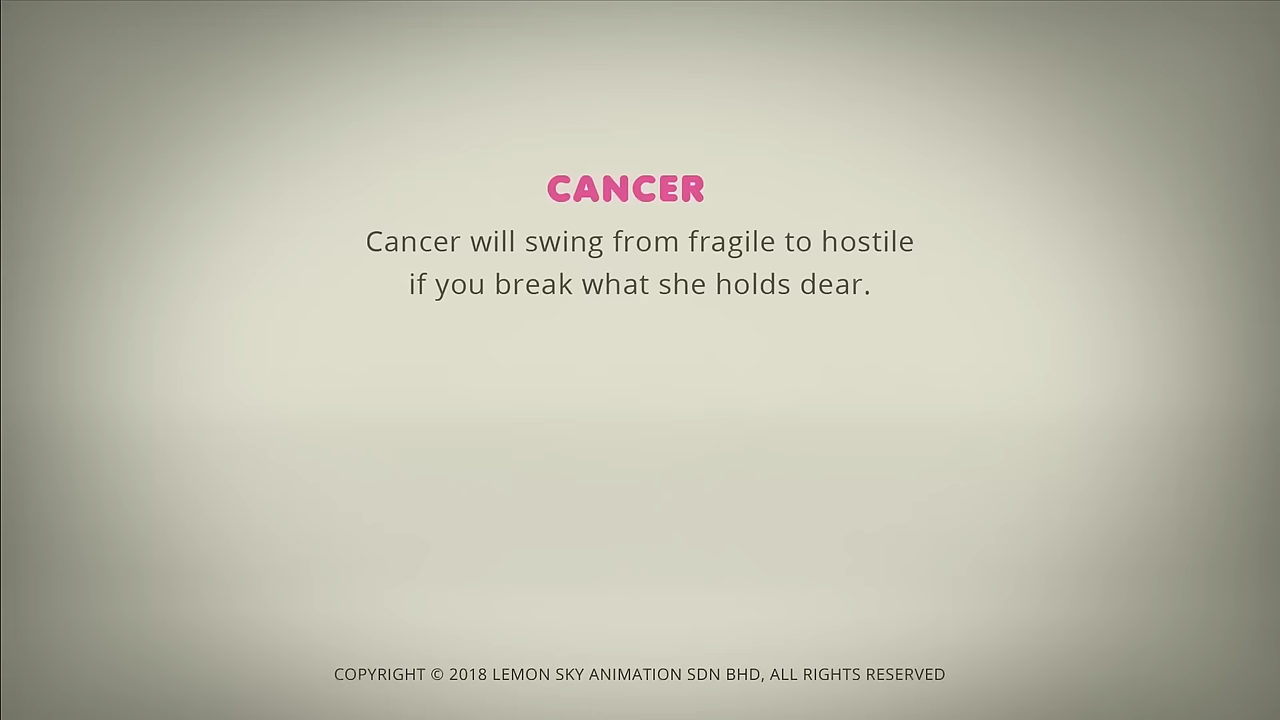 CANCER
Cancer will swing from fragile to hostile
if you break what she holds dear.
COPYRIGHT © 2018 LEMON SKY ANIMATION SDN BHD, ALL RIGHTS RESERVED